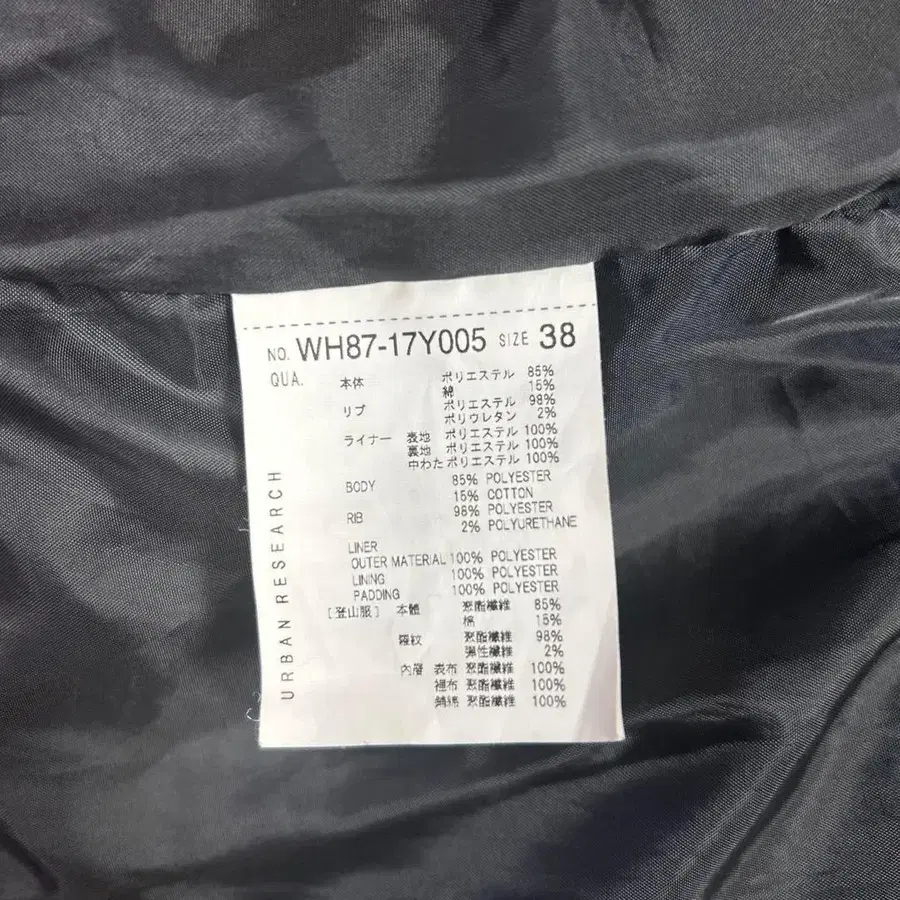 NO. WH87-17Y005 SIZE 38
QUA.
本体 ポリエステル 85%
綿 15%
リブ ポリエステル 98%
ポリウレタン 2%
ライナー 表地 ポリエステル 100%
裏地 ポリエステル 100%
中わた ポリエステル 100%
BODY 85% POLYESTER
15% COTTON
RIB 98% POLYESTER
2% POLYURETHANE
LINER
OUTER MATERIAL 100% POLYESTER
LINING 100% POLYESTER
PADDING 100% POLYESTER
[登山服] 本體 聚酯纖維 85%
棉 15%
羅紋 聚酯纖維 98%
彈性纖維 2%
內層 表布 聚酯纖維 100%
裡布 聚酯纖維 100%
鋪綿 聚酯纖維 100%
URBAN RESEARCH